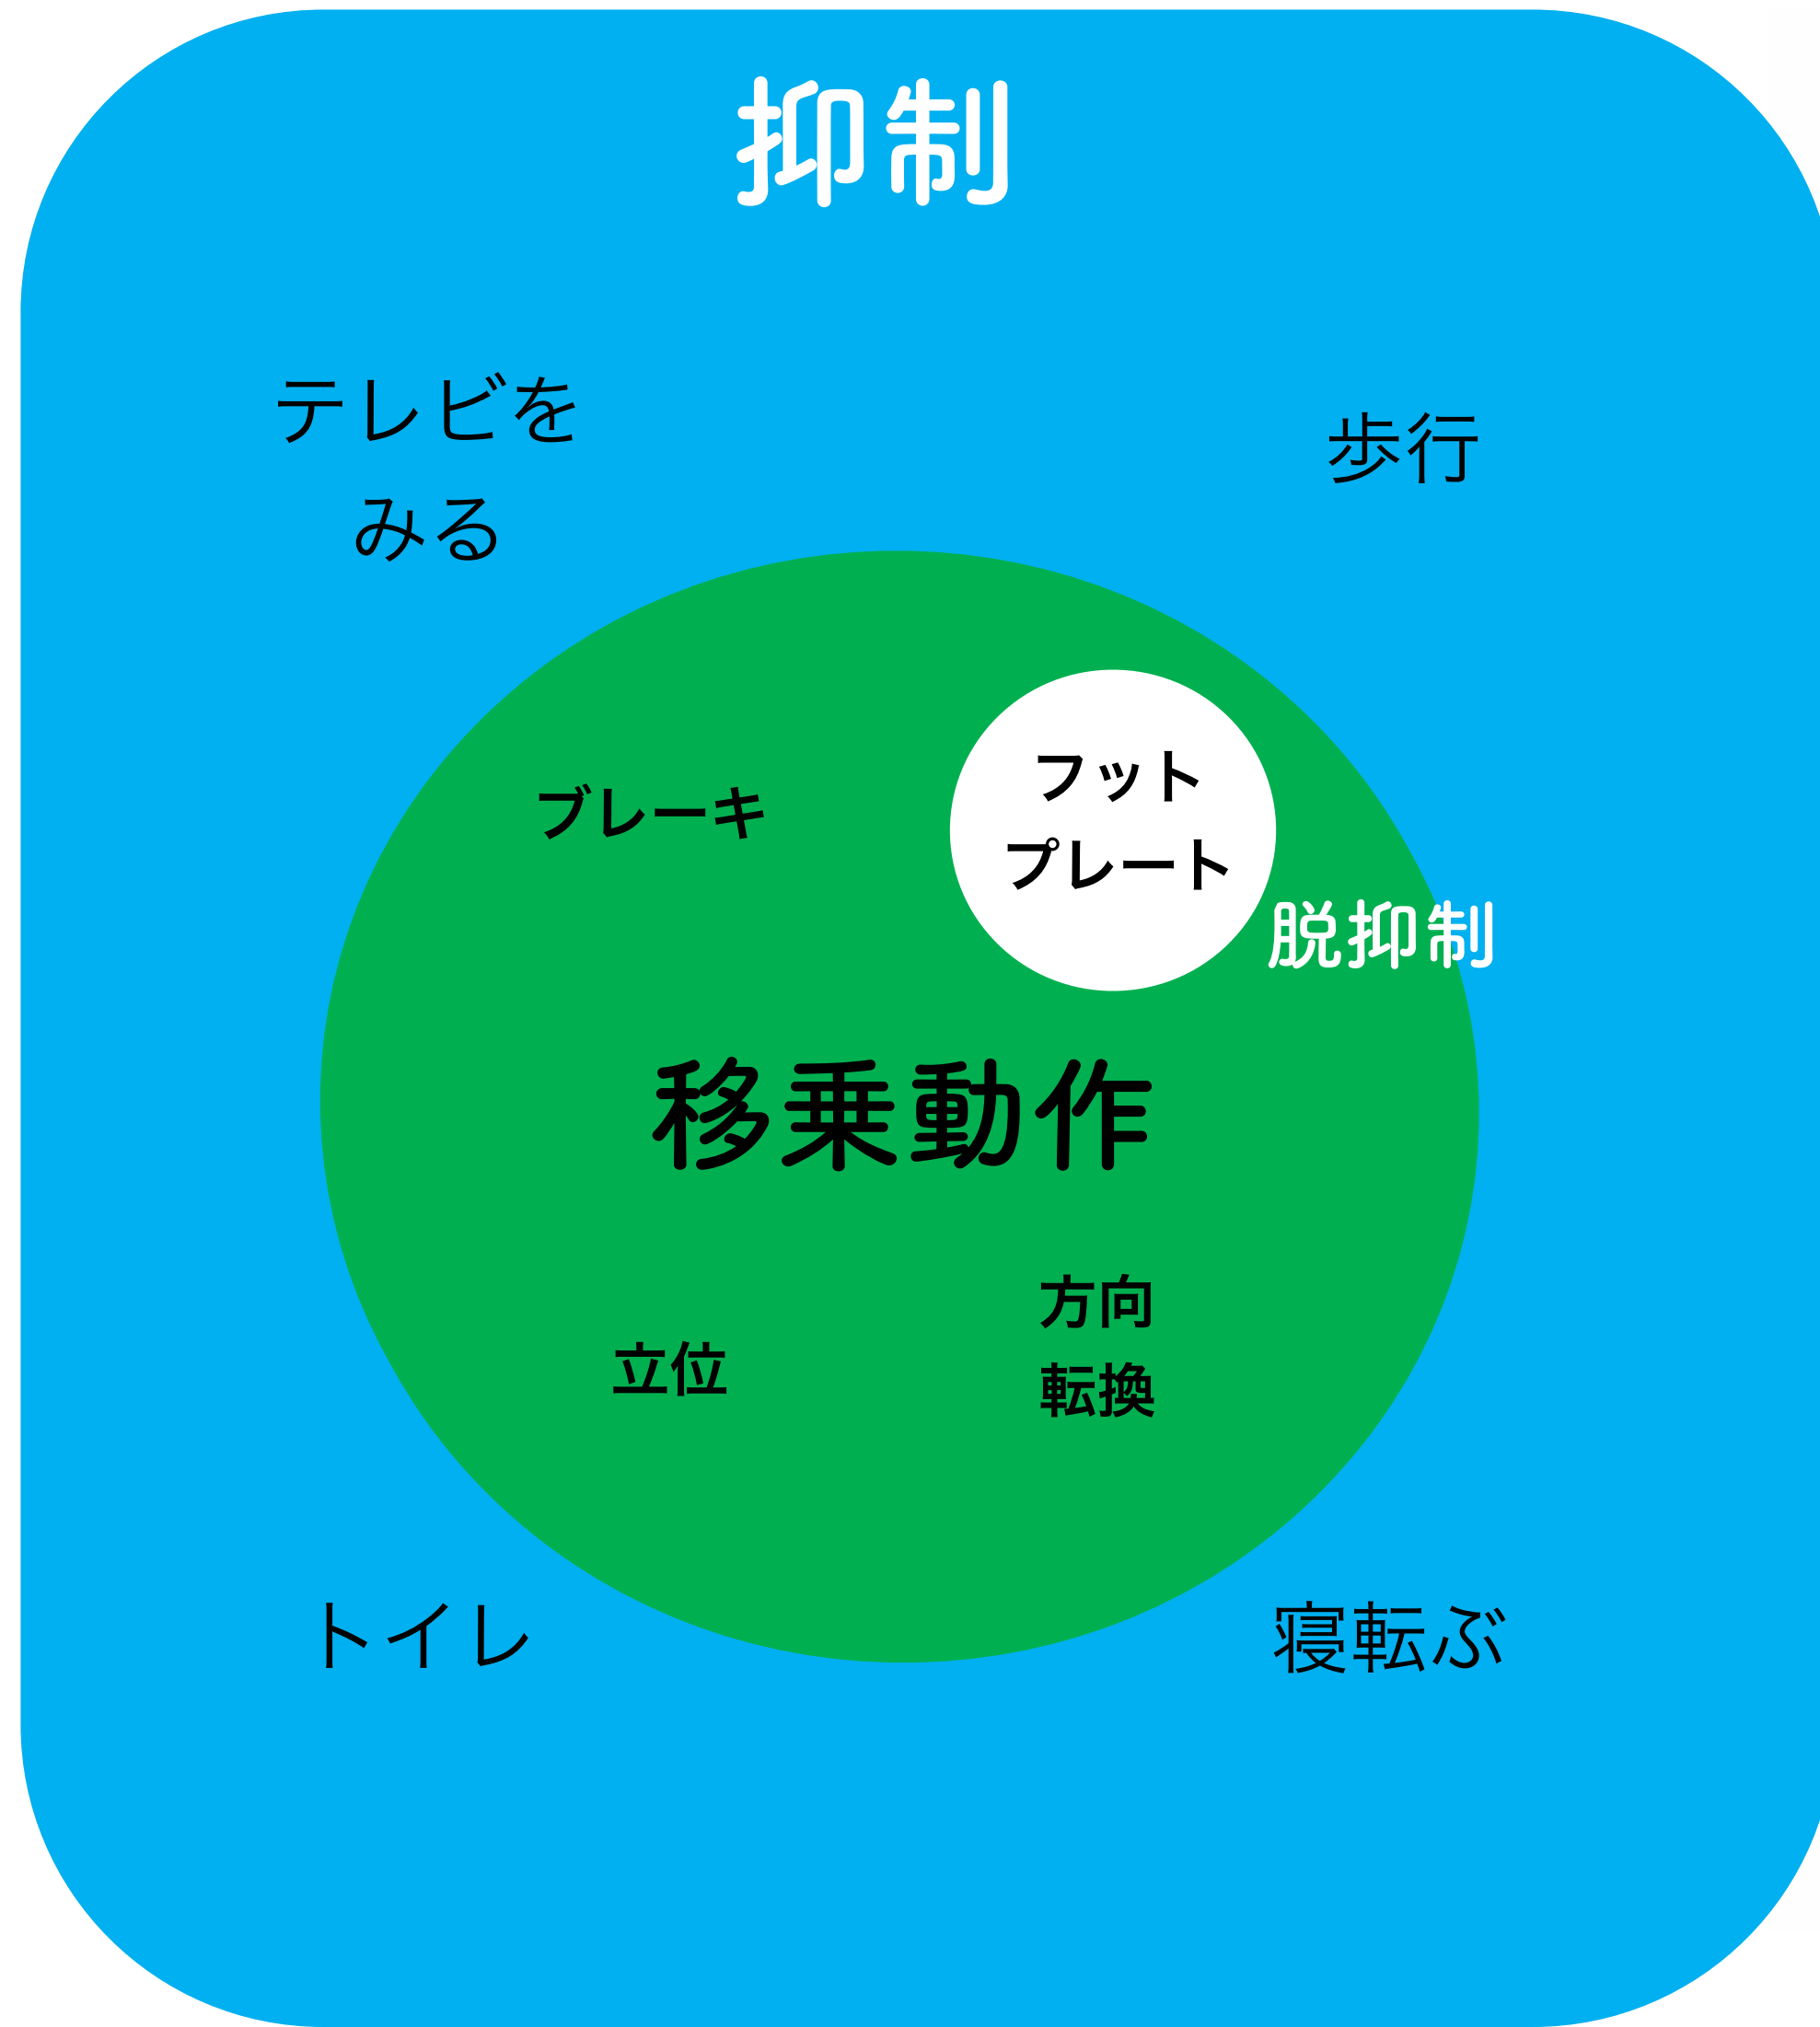 抑制
テレビを
みる
歩行
ブレーキ
フット
プレート
脱抑制
移乗動作
立位
方向
転換
トイレ
寝転ぶ